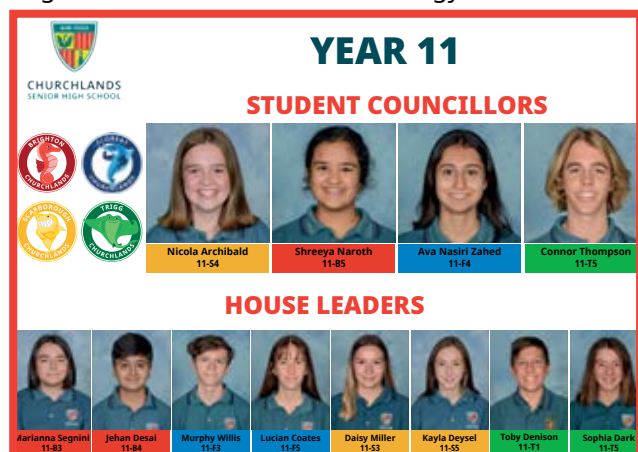 YEAR 11
CHURCHLANDS
SENIOR HIGH SCHOOL
STUDENT COUNCILLORS
BRIGHTON
CHURCHLANDS
CHURCHLANDS
SCARBOROUGH
CHURCHLANDS
TRIGG
CHURCHLANDS
Nicola Archibald
11-S4
Shreeya Naroth
11-B5
Ava Nasiri Zahed
11-F4
Connor Thompson
11-T5
HOUSE LEADERS
Marianna Segnini
11-B3
Jehan Desai
11-B4
Murphy Willis
11-F3
Lucian Coates
11-F5
Daisy Miller
11-S3
Kayla Deysel
11-S5
Toby Denison
11-T1
Sophia Dark
11-T5